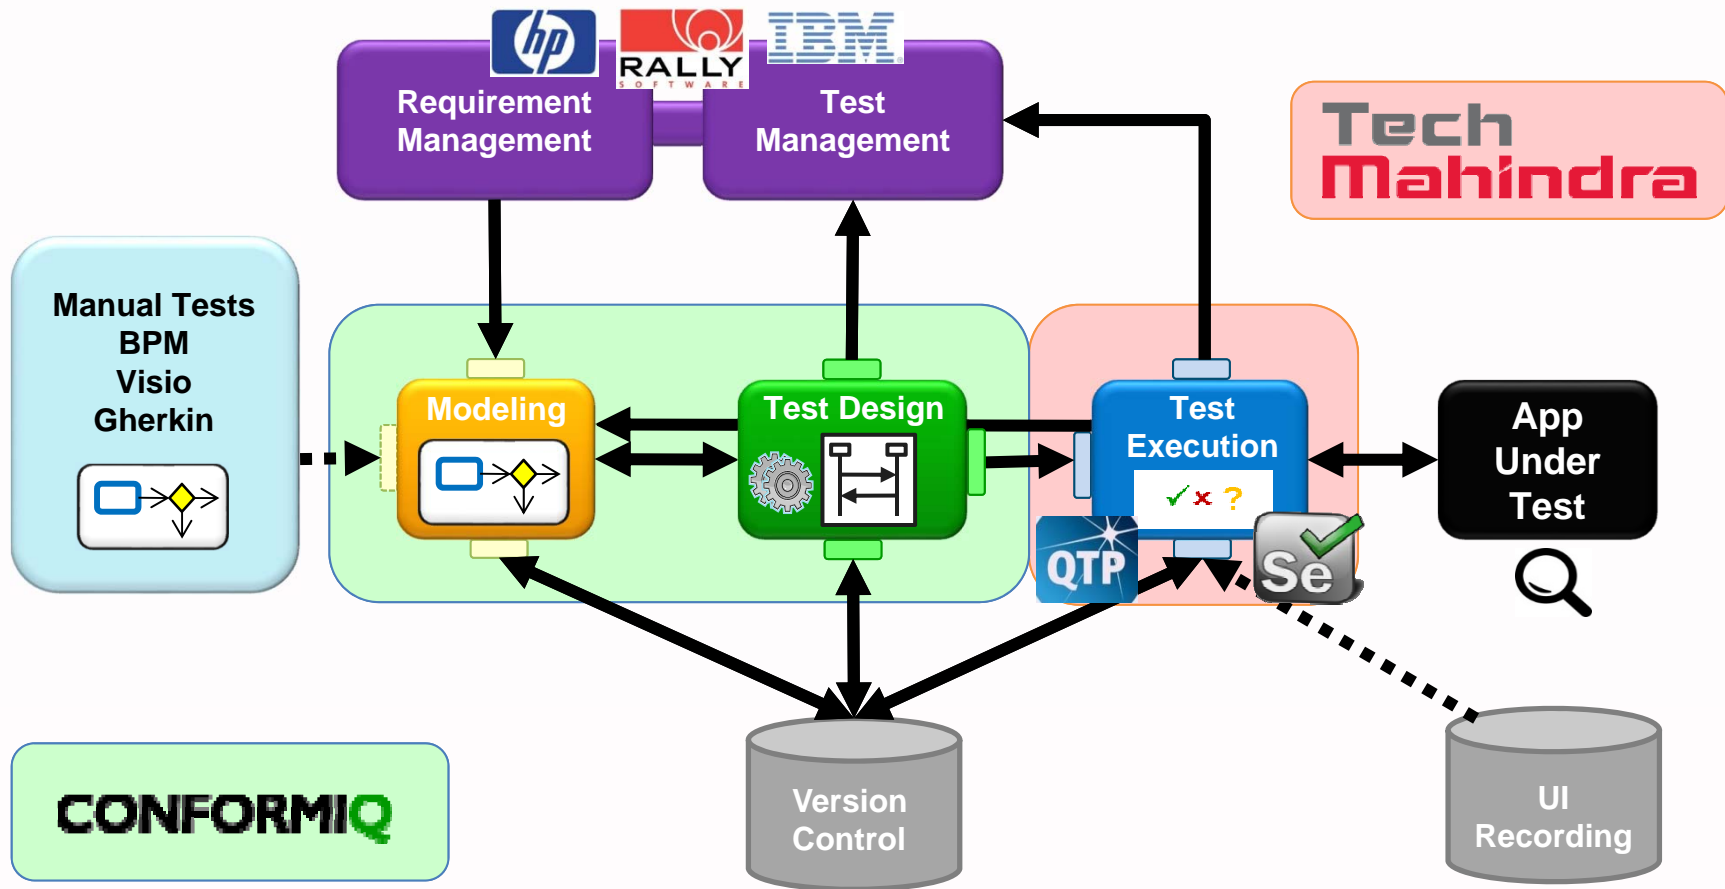 hp
RALLY
SOFTWARE
IBM
Requirement
Management
Test
Management
Tech
Mahindra
Manual Tests
BPM
Visio
Gherkin
Modeling
Test Design
Test
Execution
✓ x ?
QTP
Se
App
Under
Test
CONFORMIQ
Version
Control
UI
Recording